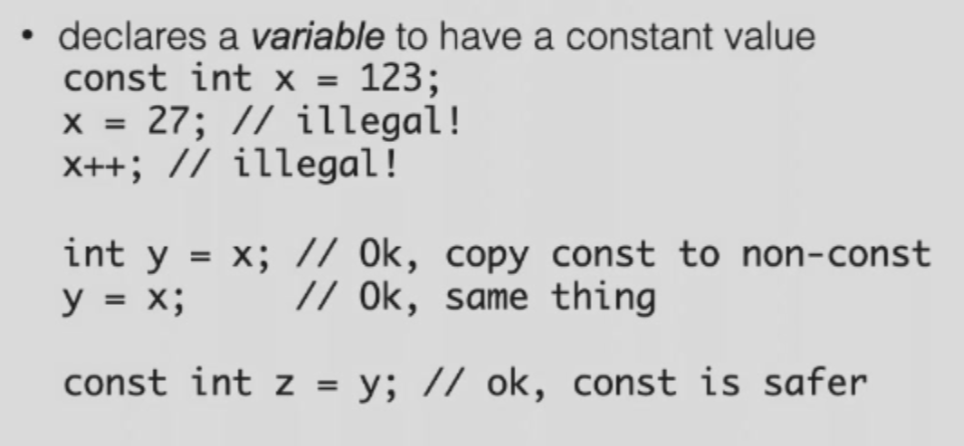 • declares a variable to have a constant value
const int x = 123;
x = 27; // illegal!
x++; // illegal!
int y = x; // Ok, copy const to non-const
y = x;     // Ok, same thing
const int z = y; // ok, const is safer